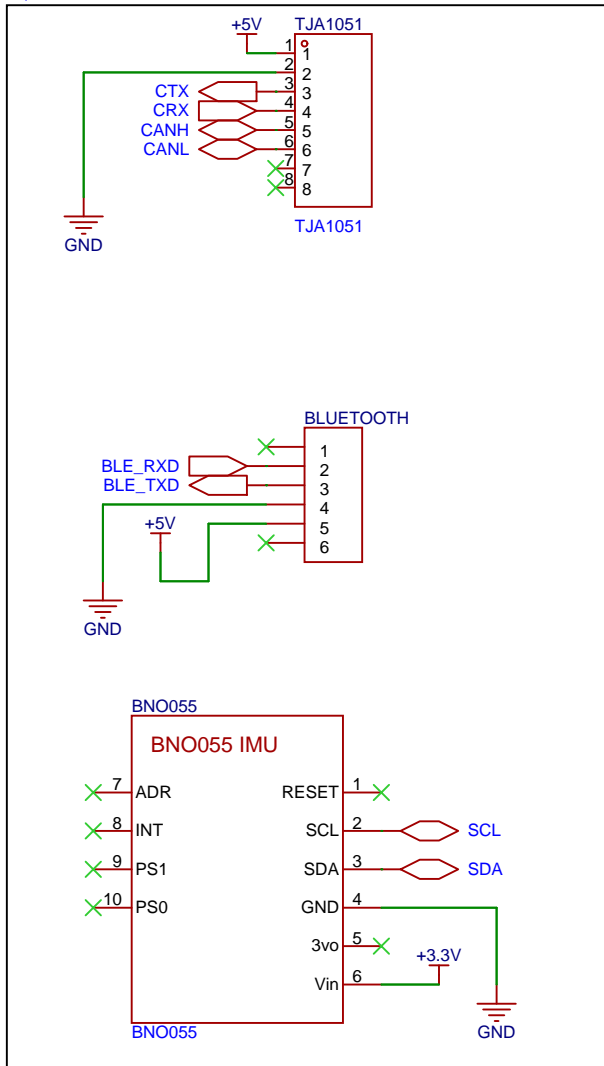 +5V TJA1051
1 1
2 2
CTX 3 3
CRX 4 4
CANH 5 5
CANL 6 6
7 7
8 8
GND
TJA1051
BLUETOOTH
1
BLE_RXD 2
BLE_TXD 3
4
+5V 5
6
GND
BNO055
BNO055 IMU
7 ADR RESET 1
8 INT SCL 2 SCL
9 PS1 SDA 3 SDA
10 PS0 GND 4
3vo 5
+3.3V
Vin 6
GND
BNO055